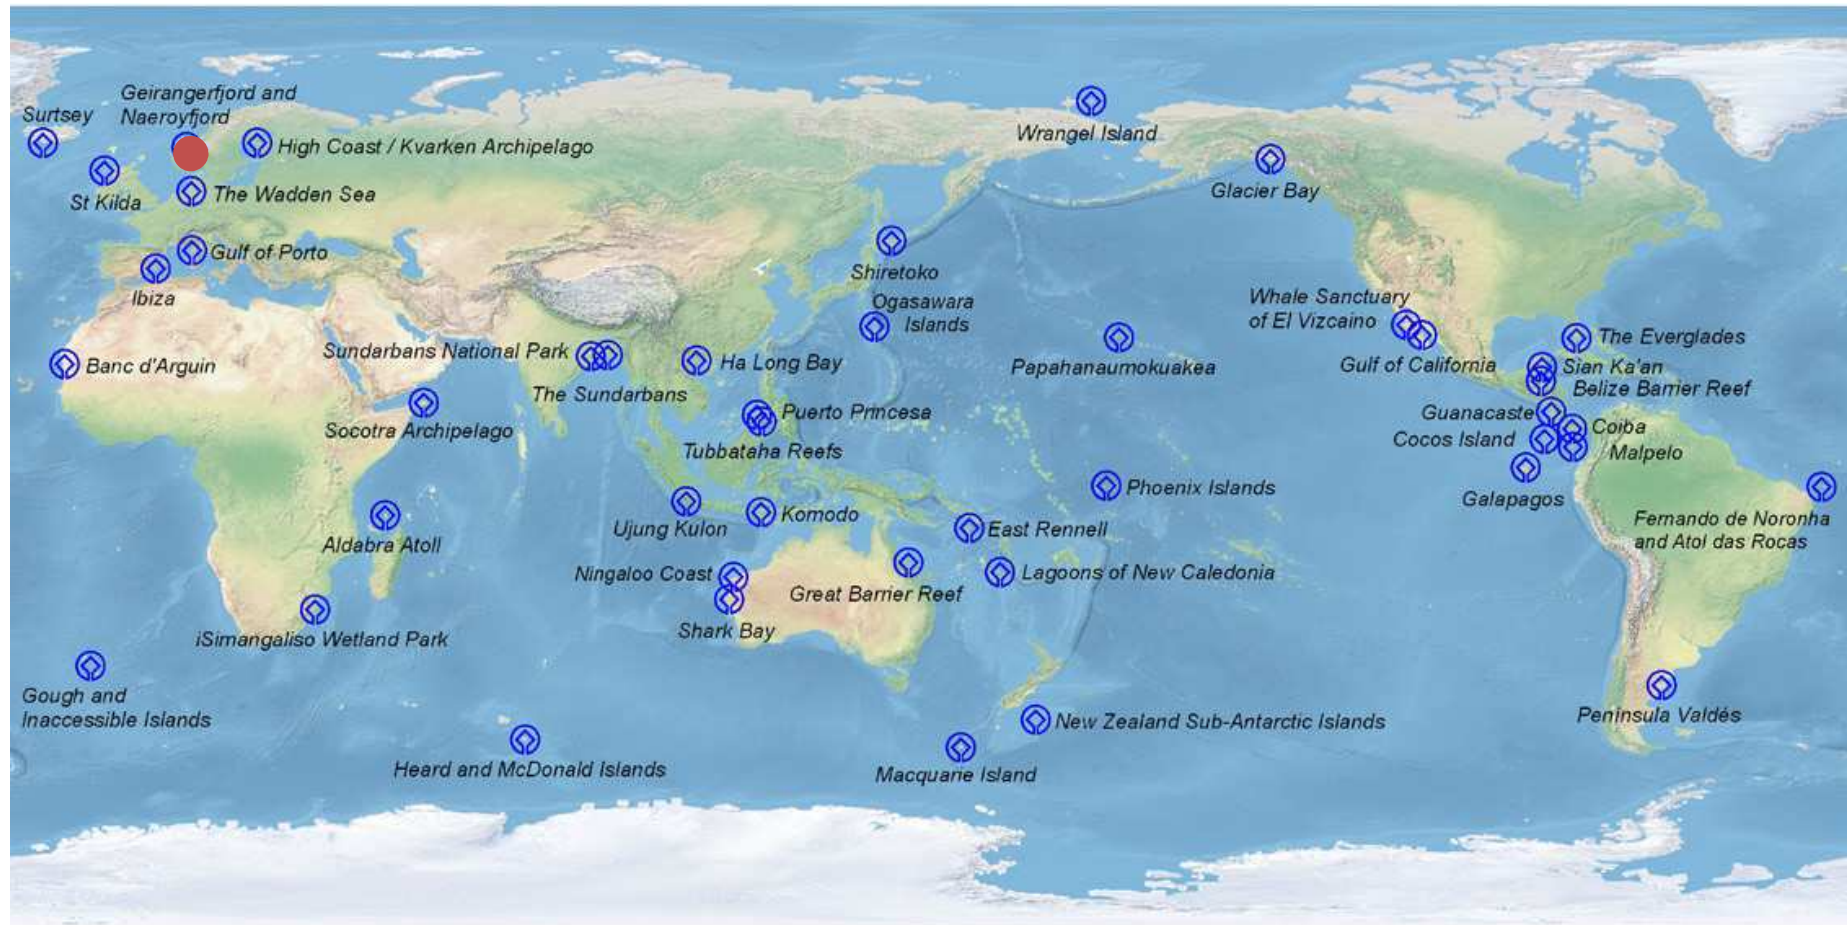 Geirangerfjord and
Naeroyfjord
Surtsey
High Coast / Kvarken Archipelago
St Kilda
The Wadden Sea
Gulf of Porto
Ibiza
Wrangel Island
Glacier Bay
Shiretoko
Ogasawara
Islands
Whale Sanctuary
of El Vizcaino
The Everglades
Gulf of California
Sian Ka'an
Belize Barrier Reef
Banc d'Arguin
Sundarbans National Park
The Sundarbans
Ha Long Bay
Papahanaumokuakea
Socotra Archipelago
Puerto Princesa
Tubbataha Reefs
Guanacaste
Coiba
Cocos Island
Malpelo
Galapagos
Phoenix Islands
Fernando de Noronha
and Atol das Rocas
Ujung Kulon
Komodo
East Rennell
Aldabra Atoll
Ningaloo Coast
Great Barrier Reef
Lagoons of New Caledonia
Shark Bay
iSimangaliso Wetland Park
Gough and
Inaccessible Islands
Peninsula Valdés
New Zealand Sub-Antarctic Islands
Heard and McDonald Islands
Macquarie Island